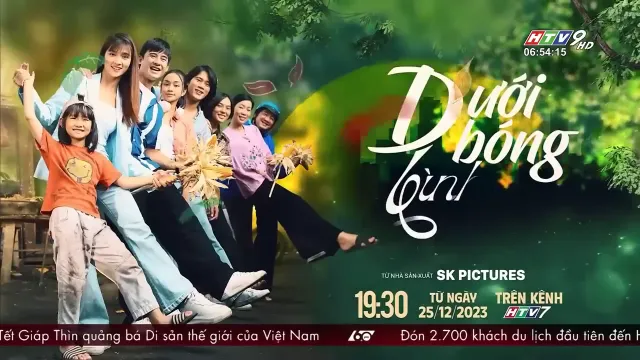 HTV9 HD
06:54:15
Dưới
bóng
bình
TỪ NHÀ SẢN XUẤT SK PICTURES
19:30 TỪ NGÀY 25/12/2023 TRÊN KÊNH HTV7
Tết Giáp Thìn quảng bá Di sản thế giới của Việt Nam
Đón 2.700 khách du lịch đầu tiên đến